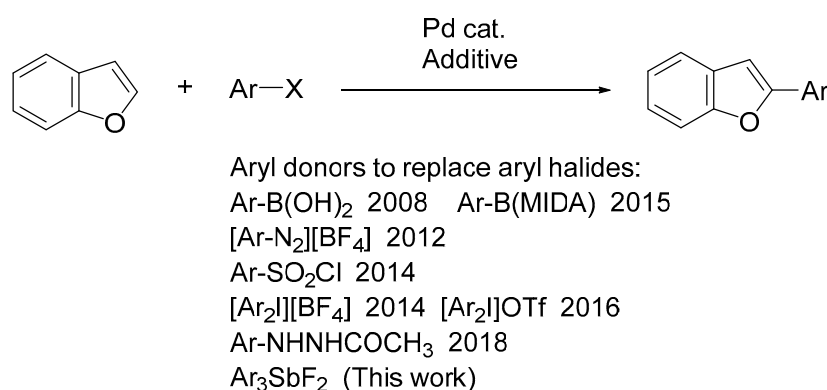 Pd cat.
Additive
O + Ar—X O Ar
Aryl donors to replace aryl halides:
Ar-B(OH)₂ 2008 Ar-B(MIDA) 2015
[Ar-N₂][BF₄] 2012
Ar-SO₂Cl 2014
[Ar₂I][BF₄] 2014 [Ar₂I]OTf 2016
Ar-NHNHCOCH₃ 2018
Ar₃SbF₂ (This work)